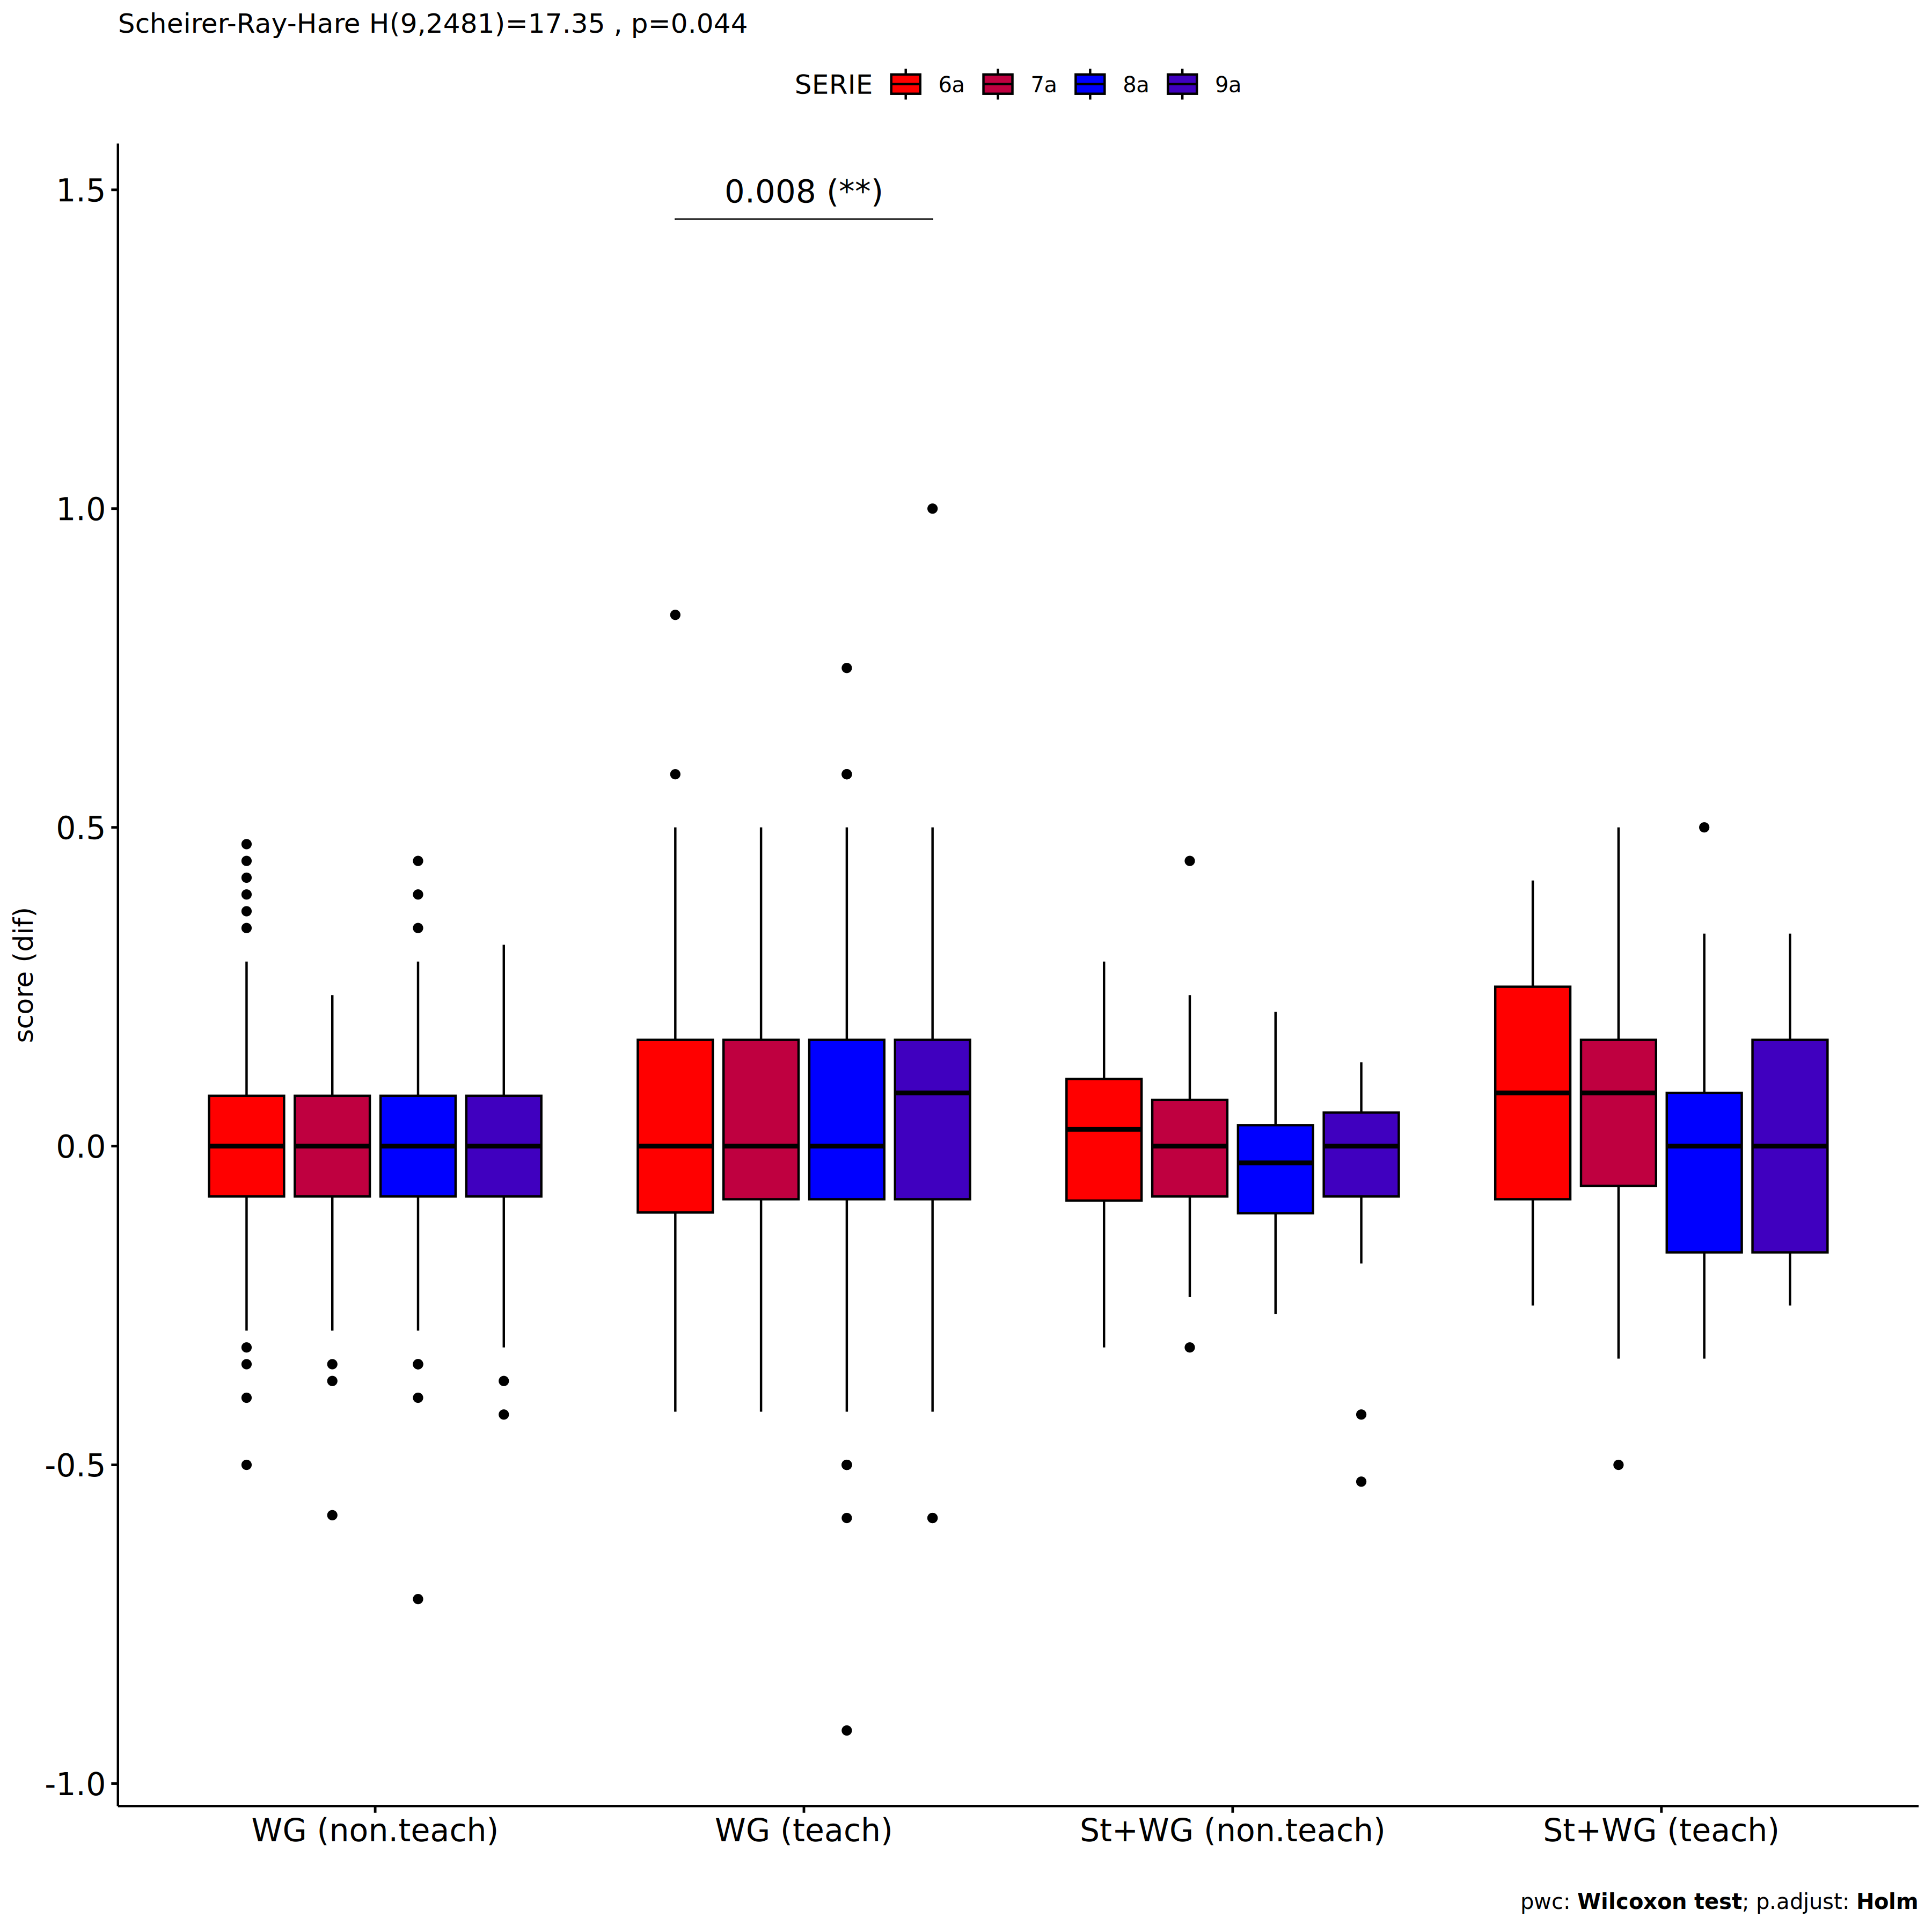 Scheirer-Ray-Hare H(9,2481)=17.35 , p=0.044
SERIE 6a 7a 8a 9a
0.008 (**)
1.5
1.0
0.5
0.0
-0.5
-1.0
score (dif)
WG (non.teach) WG (teach) St+WG (non.teach) St+WG (teach)
pwc: Wilcoxon test; p.adjust: Holm